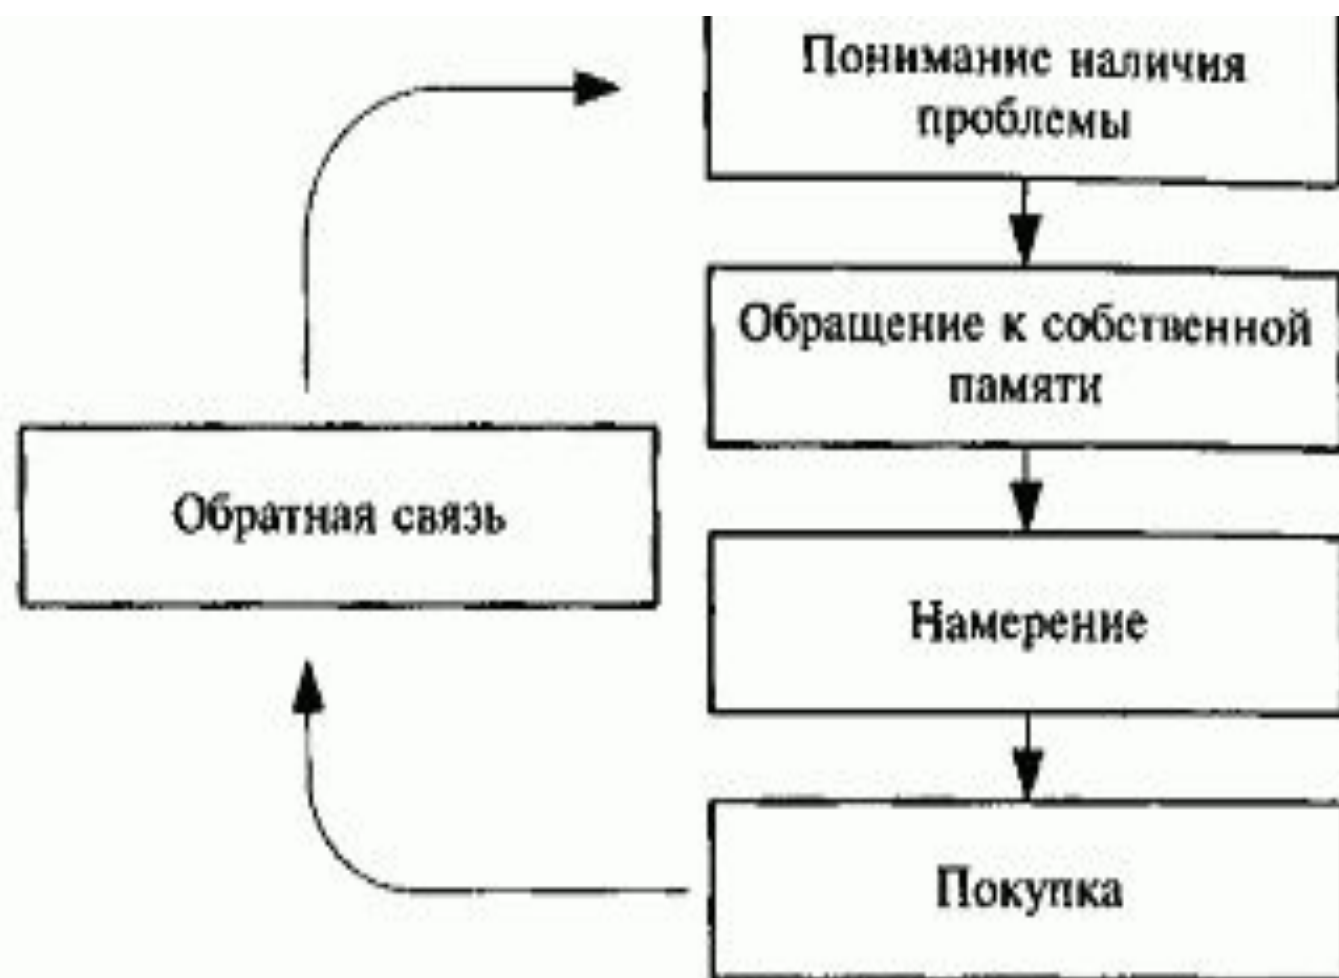 Понимание наличия
проблемы
Обращение к собственной
памяти
Обратная связь
Намерение
Покупка